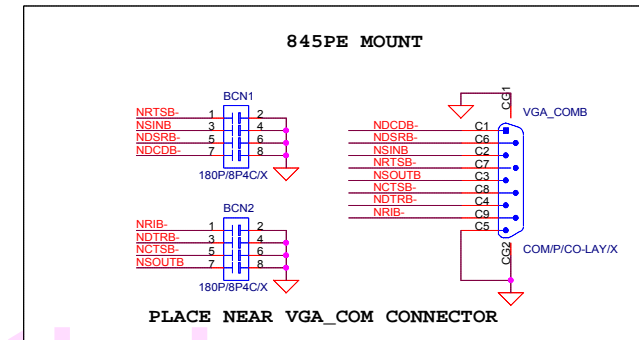 845PE MOUNT
BCN1
NRTSB- 1 2
NSINB 3 4
NDSRB- 5 6
NDCDB- 7 8
180P/8P4C/X
BCN2
NRIB- 1 2
NDTRB- 3 4
NCTSB- 5 6
NSOUTB 7 8
180P/8P4C/X
CG1
VGA_COMB
NDCDB- C1
NDSRB- C6
NSINB C2
NRTSB- C7
NSOUTB C3
NCTSB- C8
NDTRB- C4
NRIB- C9
C5
CG2
COM/P/CO-LAY/X
PLACE NEAR VGA_COM CONNECTOR